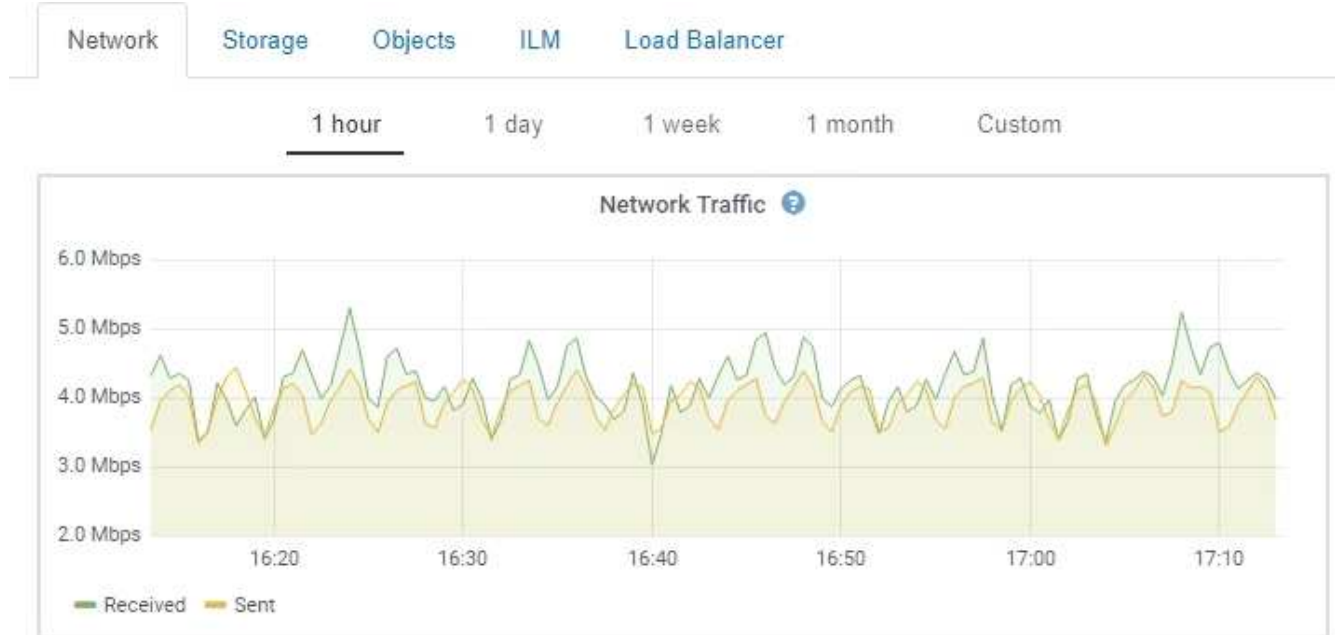 Network Storage Objects ILM Load Balancer
1 hour 1 day 1 week 1 month Custom
Network Traffic ?
6.0 Mbps
5.0 Mbps
4.0 Mbps
3.0 Mbps
2.0 Mbps
16:20 16:30 16:40 16:50 17:00 17:10
Received Sent